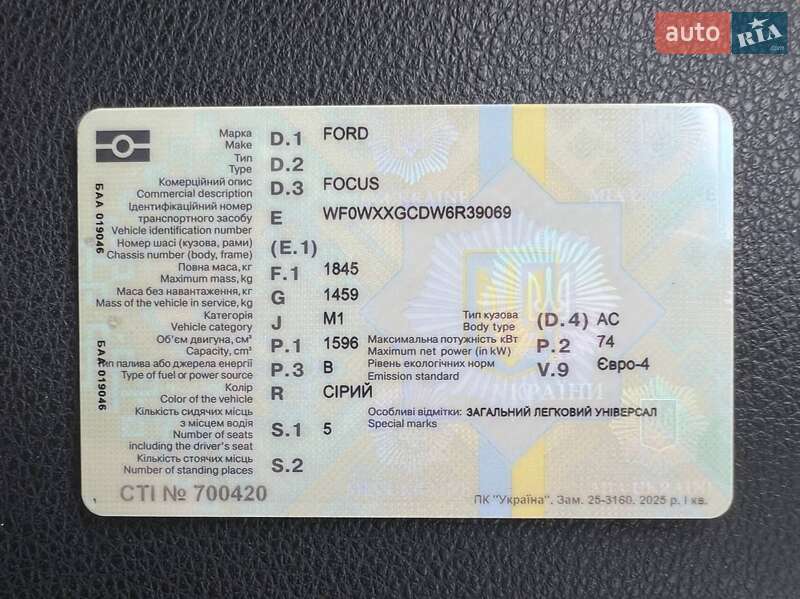 auto RIA.com
Марка
Make D.1 FORD
Тип
Type D.2
Комерційний опис
Commercial description D.3 FOCUS
Ідентифікаційний номер
транспортного засобу
Vehicle identification number E WF0WXXGCDW6R39069
Номер шасі (кузова, рами)
Chassis number (body, frame) (E.1)
Повна маса, кг
Maximum mass, kg F.1 1845
Маса без навантаження, кг
Mass of the vehicle in service, kg G 1459
Категорія
Vehicle category J M1
Тип кузова
Body type (D.4) AC
Об'єм двигуна, см³
Capacity, cm³ P.1 1596
Максимальна потужність кВт
Maximum net power (in kW) P.2 74
Тип палива або джерела енергії
Type of fuel or power source P.3 B
Рівень екологічних норм
Emission standard V.9 Євро-4
Колір
Color of the vehicle R СІРИЙ
Кількість сидячих місць
з місцем водія
Number of seats
including the driver's seat S.1 5
Особливі відмітки: ЗАГАЛЬНИЙ ЛЕГКОВИЙ УНІВЕРСАЛ
Special marks
Кількість стоячих місць
Number of standing places S.2
СТІ № 700420
ПК "Україна". Зам. 25-3160. 2025 р. І кв.
БАА 019046
БАА 019046
УКРАЇНИ